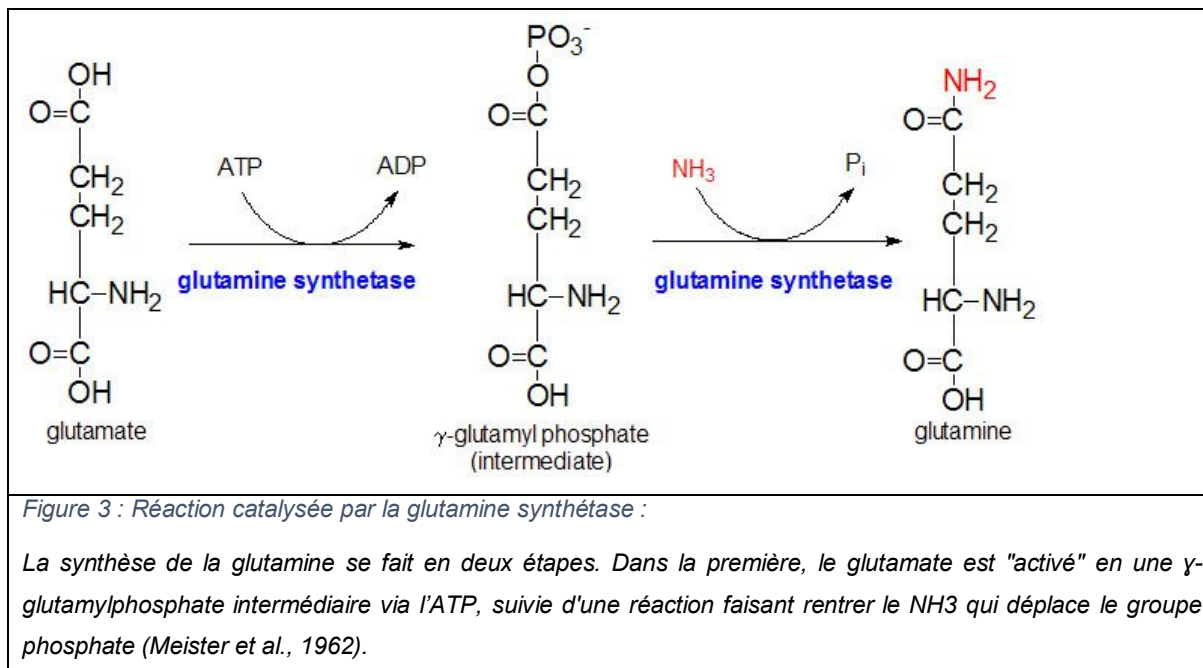 OH
O=C
CH2
CH2
HC–NH2
O=C
OH
glutamate
ATP
ADP
glutamine synthetase
PO3-
O
O=C
CH2
CH2
HC–NH2
O=C
OH
γ-glutamyl phosphate
(intermediate)
NH3
Pi
glutamine synthetase
NH2
O=C
CH2
CH2
HC–NH2
O=C
OH
glutamine
Figure 3 : Réaction catalysée par la glutamine synthétase :
La synthèse de la glutamine se fait en deux étapes. Dans la première, le glutamate est "activé" en une ɣ-
glutamylphosphate intermédiaire via l’ATP, suivie d'une réaction faisant rentrer le NH3 qui déplace le groupe
phosphate (Meister et al., 1962).